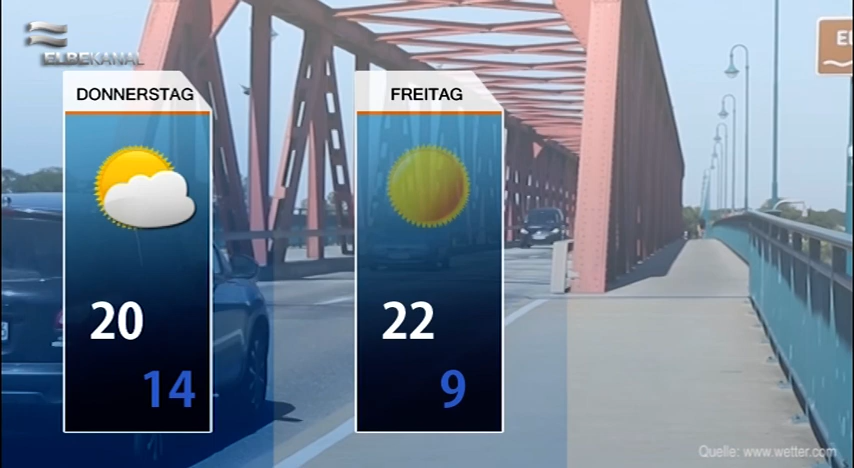 ELBEKANAL
DONNERSTAG
FREITAG
20
22
14
9
Quelle: www.wetter.com